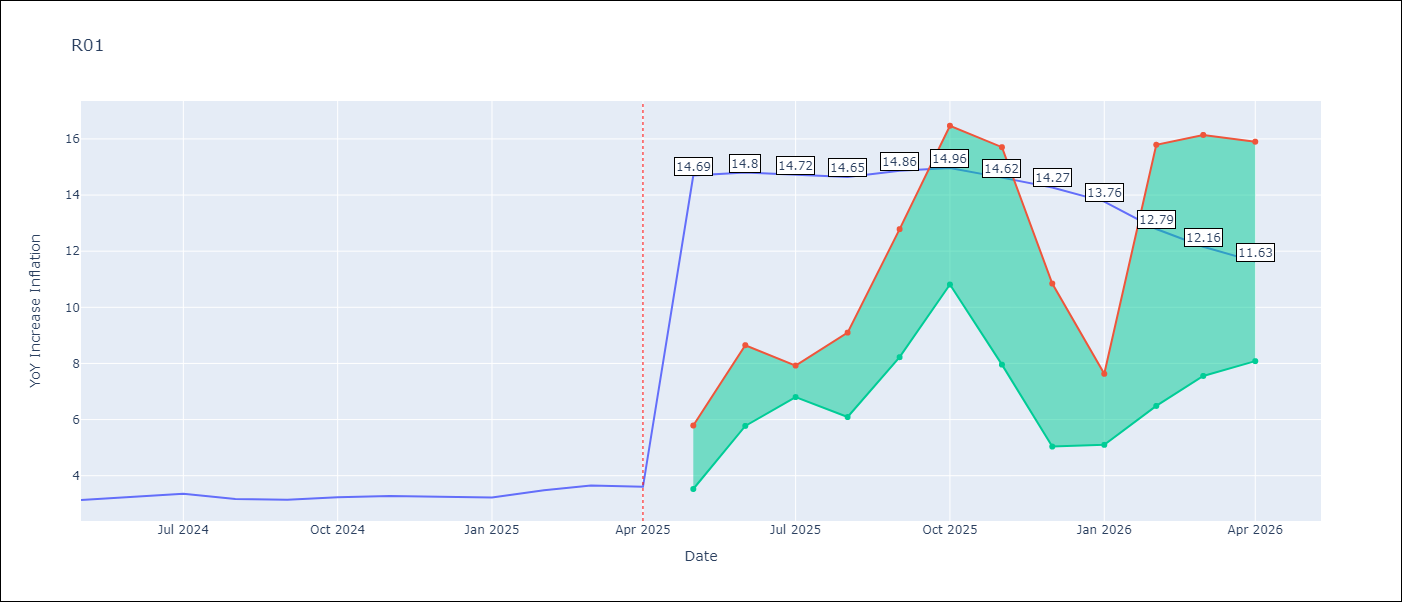 R01
YoY Increase Inflation
16
14
12
10
8
6
4
14.69
14.8
14.72
14.65
14.86
14.96
14.62
14.27
13.76
12.79
12.16
11.63
Jul 2024
Oct 2024
Jan 2025
Apr 2025
Jul 2025
Oct 2025
Jan 2026
Apr 2026
Date